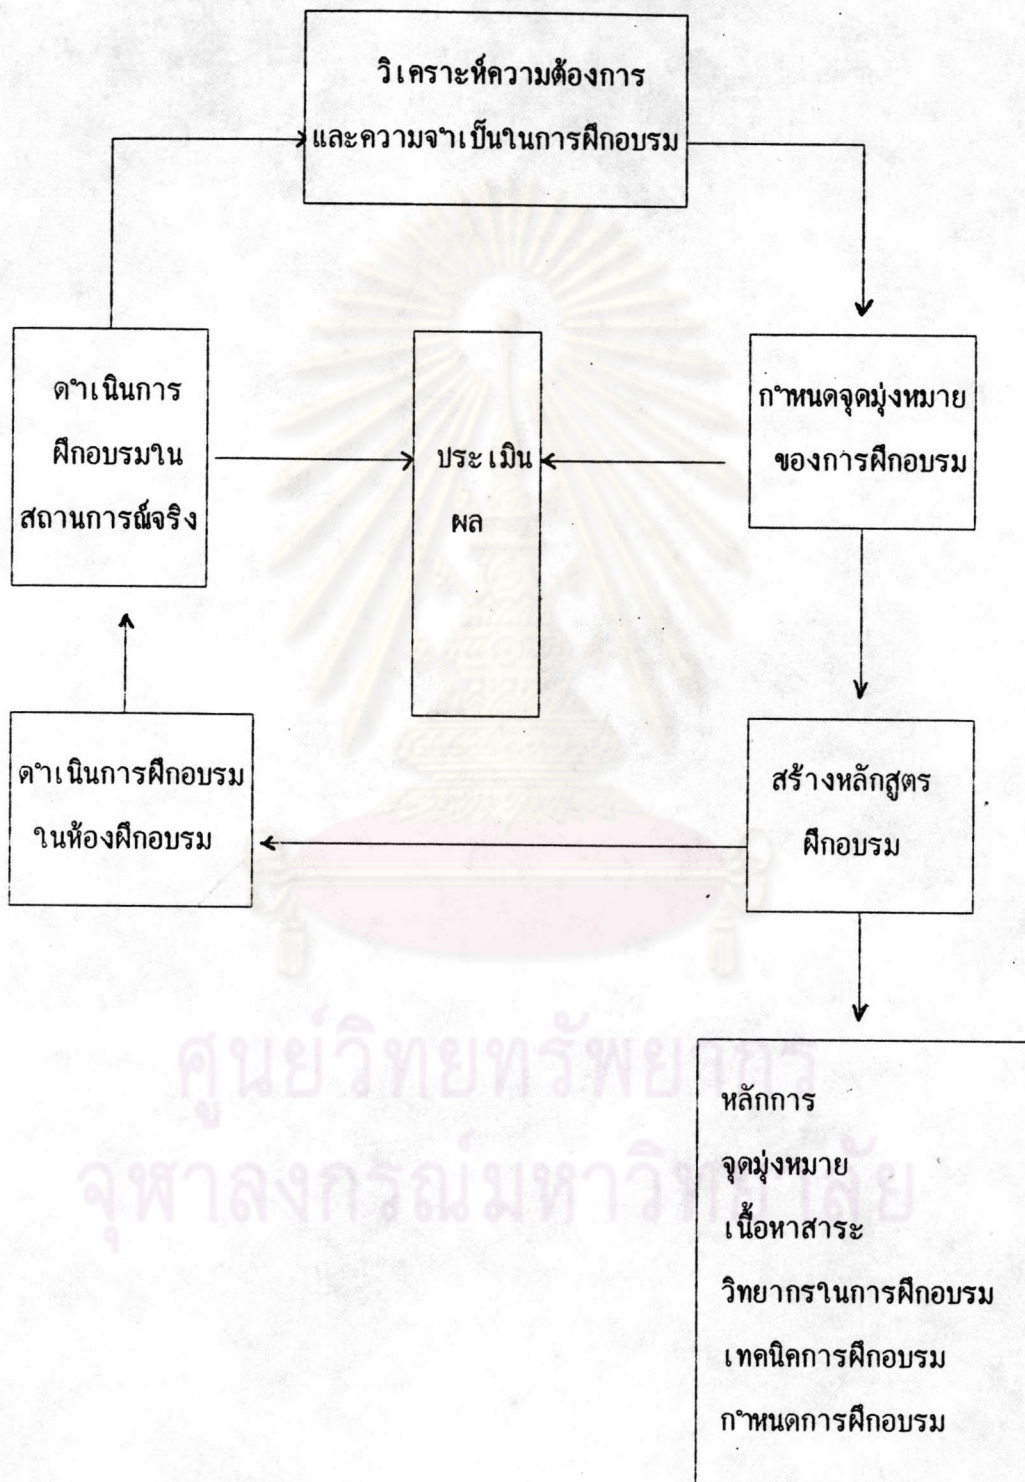 วิเคราะห์ความต้องการ
และความจำเป็นในการฝึกอบรม
ดำเนินการ
ฝึกอบรมใน
สถานการณ์จริง
ประเมิน
ผล
กำหนดจุดมุ่งหมาย
ของการฝึกอบรม
ดำเนินการฝึกอบรม
ในห้องฝึกอบรม
สร้างหลักสูตร
ฝึกอบรม
ศูนย์วิทยทรัพยากร
จุฬาลงกรณ์มหาวิทยาลัย
หลักการ
จุดมุ่งหมาย
เนื้อหาสาระ
วิทยากรในการฝึกอบรม
เทคนิคการฝึกอบรม
กำหนดการฝึกอบรม